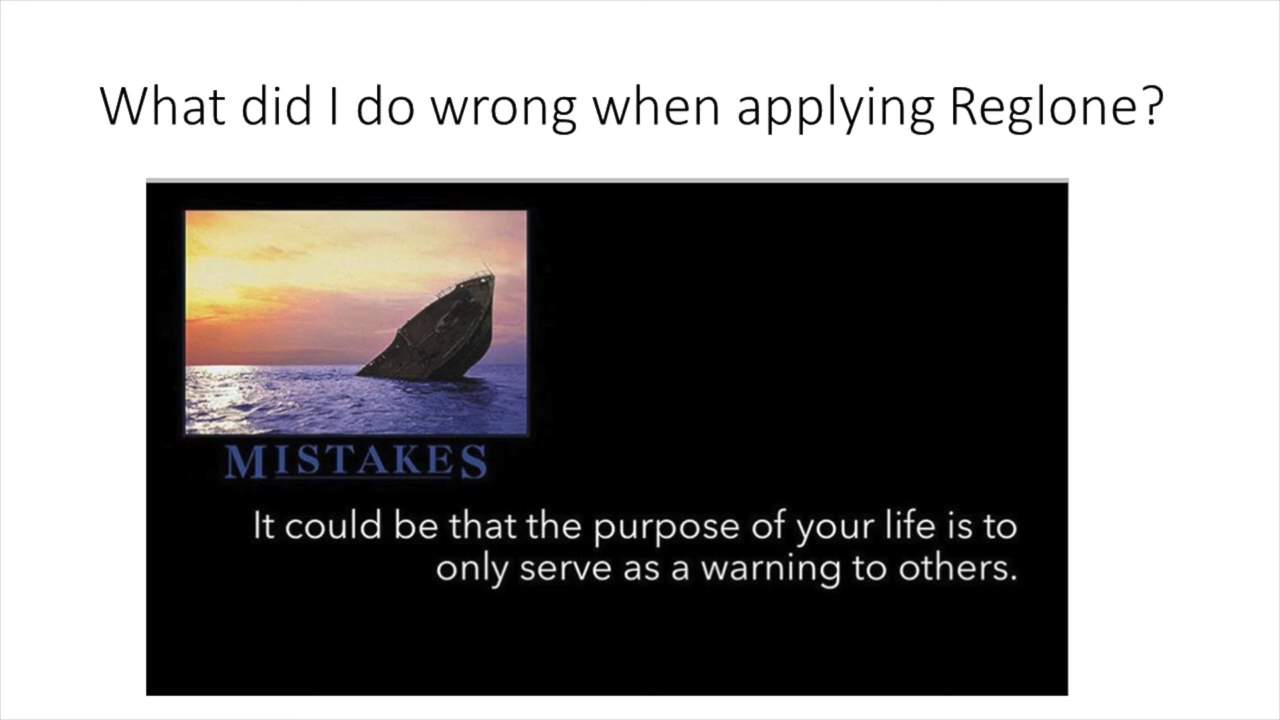 What did I do wrong when applying Reglone?
MISTAKES
It could be that the purpose of your life is to
only serve as a warning to others.